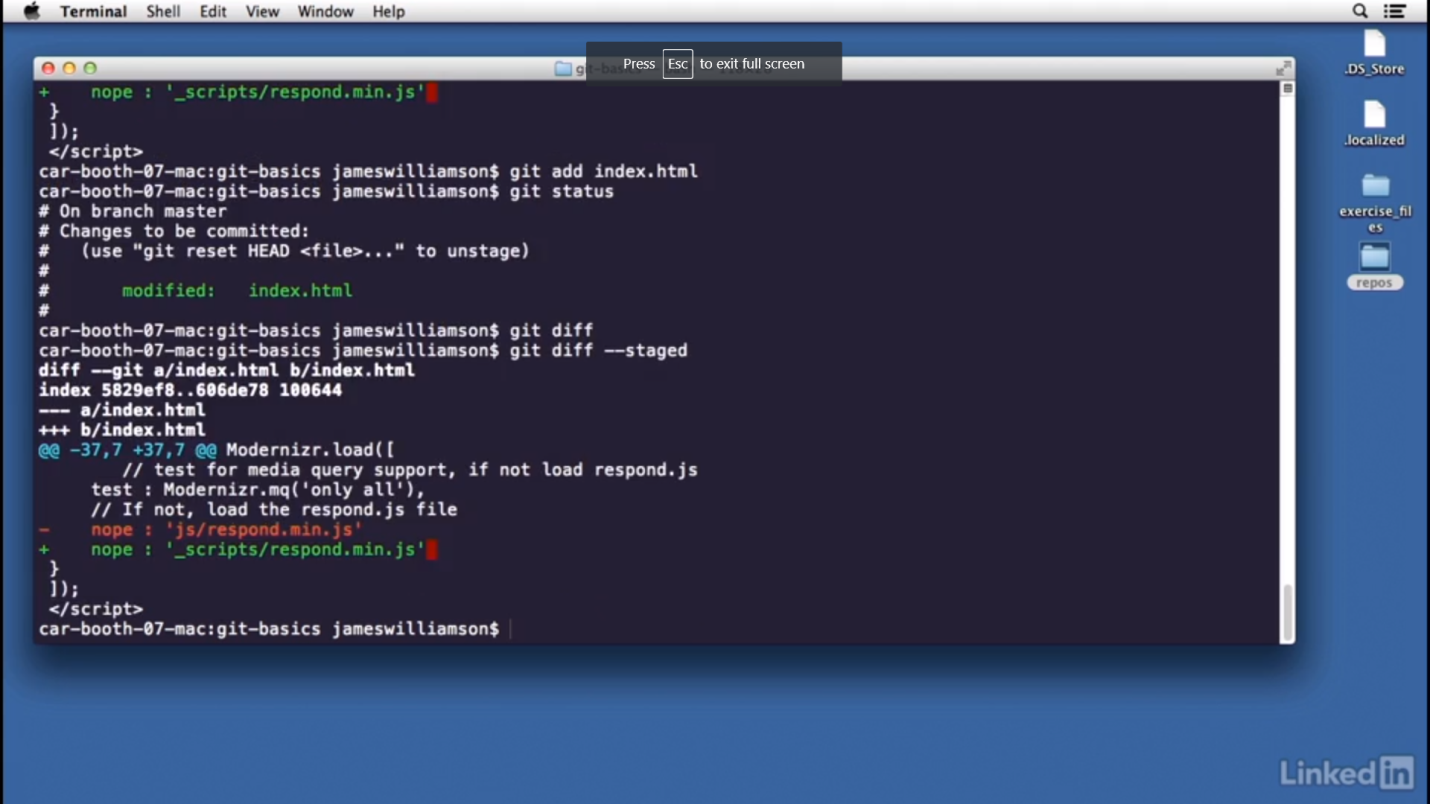 Terminal Shell Edit View Window Help
Press Esc to exit full screen
.DS_Store
.localized
exercise_fil
es
repos
+    nope : '_scripts/respond.min.js'
 }
 ]);
 </script>
car-booth-07-mac:git-basics jameswilliamson$ git add index.html
car-booth-07-mac:git-basics jameswilliamson$ git status
# On branch master
# Changes to be committed:
#   (use "git reset HEAD <file>..." to unstage)
#
#       modified:   index.html
#
car-booth-07-mac:git-basics jameswilliamson$ git diff
car-booth-07-mac:git-basics jameswilliamson$ git diff --staged
diff --git a/index.html b/index.html
index 5829ef8..606de78 100644
--- a/index.html
+++ b/index.html
@@ -37,7 +37,7 @@ Modernizr.load([
        // test for media query support, if not load respond.js
     test : Modernizr.mq('only all'),
     // If not, load the respond.js file
-    nope : 'js/respond.min.js'
+    nope : '_scripts/respond.min.js'
 }
 ]);
 </script>
car-booth-07-mac:git-basics jameswilliamson$
LinkedIn